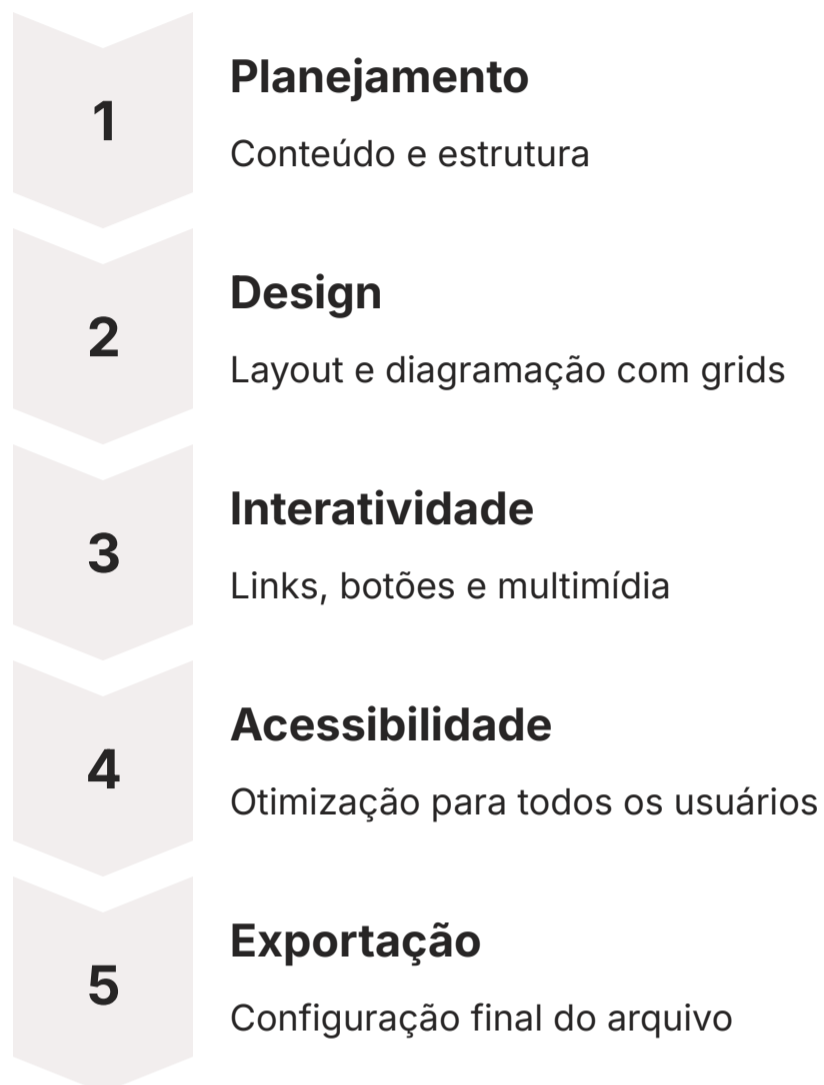 1
Planejamento
Conteúdo e estrutura
2
Design
Layout e diagramação com grids
3
Interatividade
Links, botões e multimídia
4
Acessibilidade
Otimização para todos os usuários
5
Exportação
Configuração final do arquivo